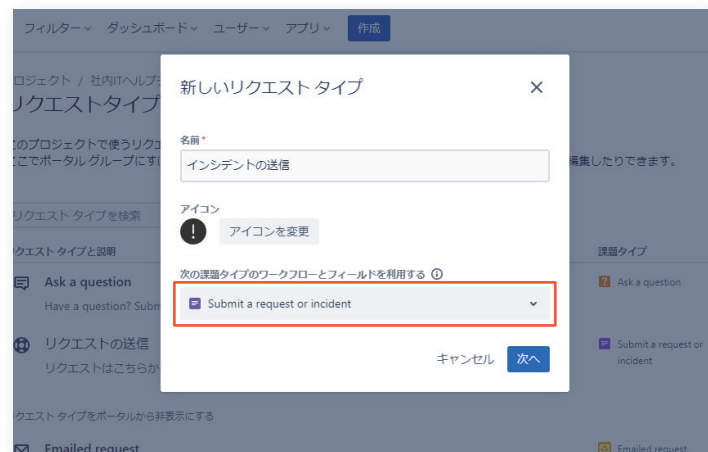 フィルター ダッシュボード ユーザー アプリ 作成
ロジェクト / 社内ITヘルプ
リクエストタイプ
新しいリクエスト タイプ
このプロジェクトで使うリクエ
ここでポータル グループにす
編集したりできます。
名前*
インシデントの送信
リクエスト タイプを検索
アイコン
アイコンを変更
クエスト タイプと説明
課題タイプ
次の課題タイプのワークフローとフィールドを利用する
Ask a question
Ask a question
Have a question? Subm
Submit a request or incident
リクエストの送信
リクエストはこちらか
Submit a request or
incident
キャンセル 次へ
クエスト タイプをポータルから非表示にする
Emailed request
Emailed request